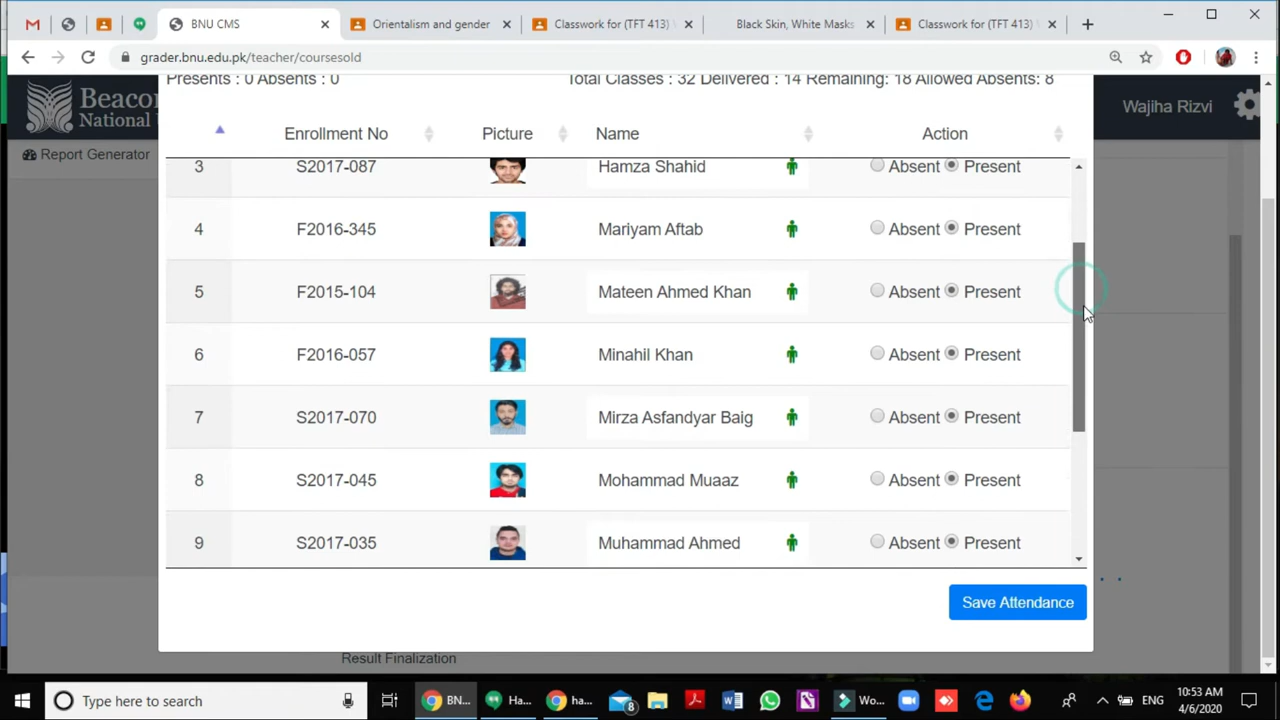 BNU CMS
Orientalism and gender
Classwork for (TFT 413) V
Black Skin, White Masks
Classwork for (TFT 413) V
grader.bnu.edu.pk/teacher/coursesold
Presents : 0 Absents : 0
Total Classes : 32 Delivered : 14 Remaining: 18 Allowed Absents: 8
Beacon
National U
Wajiha Rizvi
Report Generator
Enrollment No Picture Name Action
3 S2017-087 Hamza Shahid Absent Present
4 F2016-345 Mariyam Aftab Absent Present
5 F2015-104 Mateen Ahmed Khan Absent Present
6 F2016-057 Minahil Khan Absent Present
7 S2017-070 Mirza Asfandyar Baig Absent Present
8 S2017-045 Mohammad Muaaz Absent Present
9 S2017-035 Muhammad Ahmed Absent Present
Save Attendance
Result Finalization
Type here to search
BN...
Ha...
ha...
8
Wo...
ENG
10:53 AM
4/6/2020